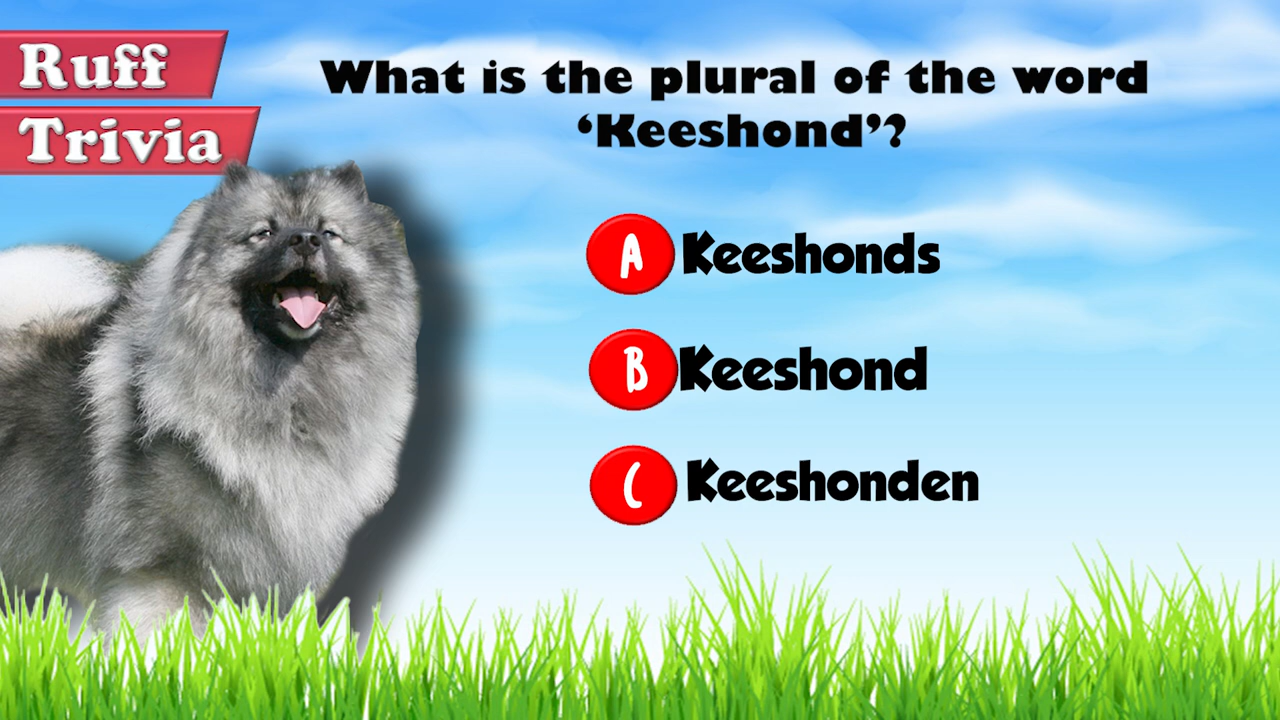 Ruff
Trivia
What is the plural of the word
‘Keeshond’?
A Keeshonds
B Keeshond
C Keeshonden